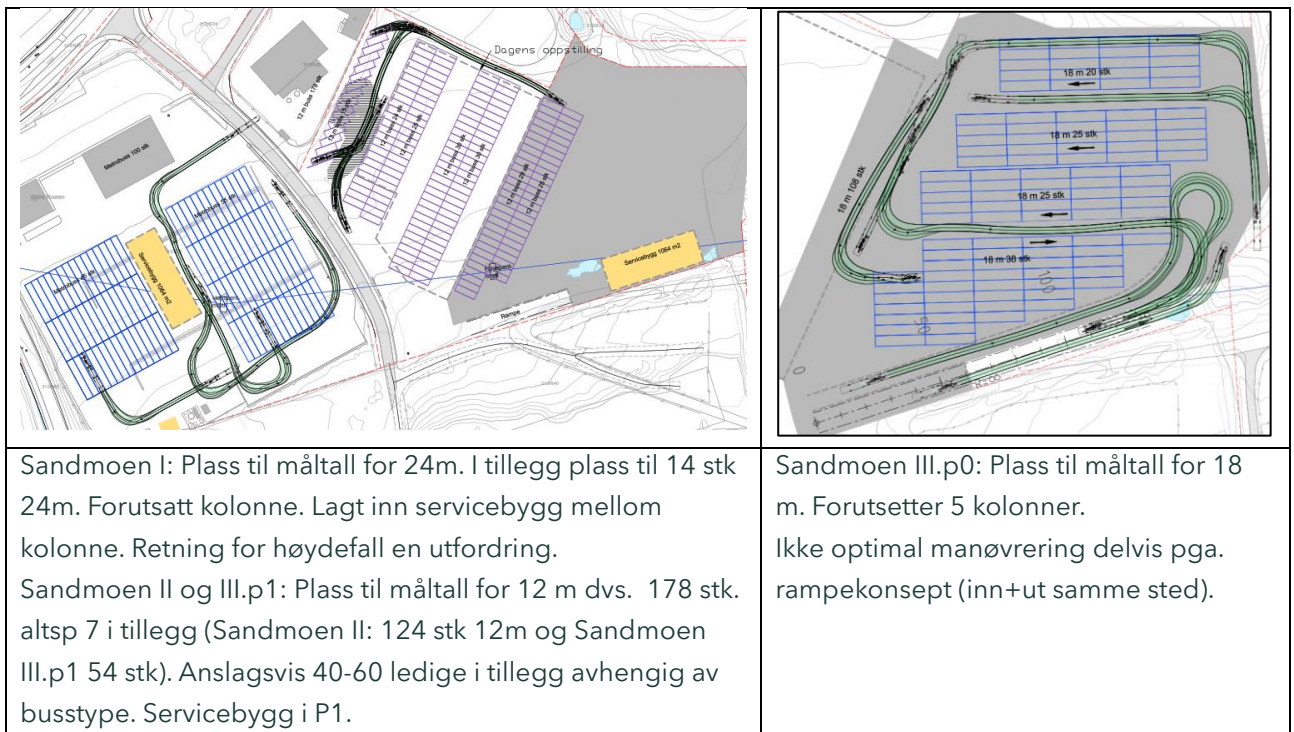 Dagens oppstilling
12 m buss 178 stk
Metrobuss 100 stk
Servicebygg 1064 m2
Servicebygg 1064 m2
Rampe
18 m 20 stk
18 m 25 stk
18 m 25 stk
18 m 38 stk
18 m 108 stk
100
50
0
Sandmoen I: Plass til måltall for 24m. I tillegg plass til 14 stk
24m. Forutsatt kolonne. Lagt inn servicebygg mellom
kolonne. Retning for høydefall en utfordring.
Sandmoen II og III.p1: Plass til måltall for 12 m dvs. 178 stk.
altsp 7 i tillegg (Sandmoen II: 124 stk 12m og Sandmoen
III.p1 54 stk). Anslagsvis 40-60 ledige i tillegg avhengig av
busstype. Servicebygg i P1.
Sandmoen III.p0: Plass til måltall for 18
m. Forutsetter 5 kolonner.
Ikke optimal manøvrering delvis pga.
rampekonsept (inn+ut samme sted).